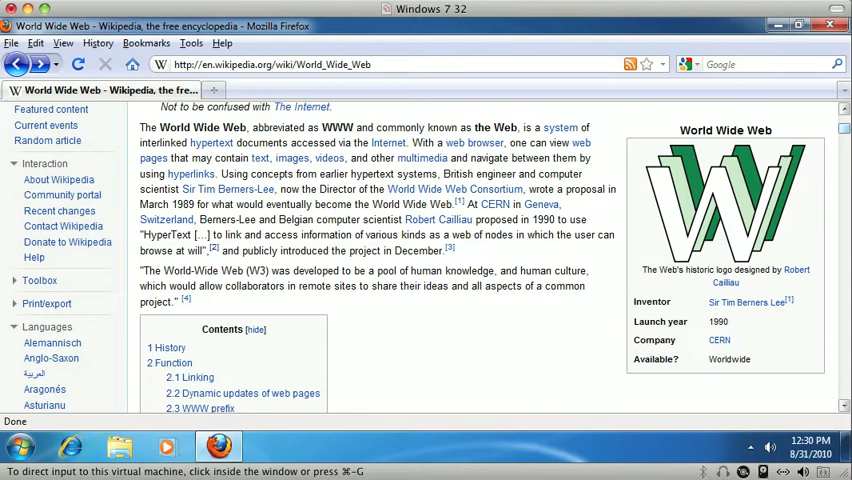 Windows 7 32
World Wide Web - Wikipedia, the free encyclopedia - Mozilla Firefox
File Edit View History Bookmarks Tools Help
W http://en.wikipedia.org/wiki/World_Wide_Web
Google
W World Wide Web - Wikipedia, the fre...
Featured content
Current events
Random article
Interaction
About Wikipedia
Community portal
Recent changes
Contact Wikipedia
Donate to Wikipedia
Help
Toolbox
Print/export
Languages
Alemannisch
Anglo-Saxon
العربية
Aragonés
Asturianu
Not to be confused with The Internet.
The World Wide Web, abbreviated as WWW and commonly known as the Web, is a system of
interlinked hypertext documents accessed via the Internet. With a web browser, one can view web
pages that may contain text, images, videos, and other multimedia and navigate between them by
using hyperlinks. Using concepts from earlier hypertext systems, British engineer and computer
scientist Sir Tim Berners-Lee, now the Director of the World Wide Web Consortium, wrote a proposal in
March 1989 for what would eventually become the World Wide Web.[1] At CERN in Geneva,
Switzerland, Berners-Lee and Belgian computer scientist Robert Cailliau proposed in 1990 to use
"HyperText [...] to link and access information of various kinds as a web of nodes in which the user can
browse at will",[2] and publicly introduced the project in December.[3]
"The World-Wide Web (W3) was developed to be a pool of human knowledge, and human culture,
which would allow collaborators in remote sites to share their ideas and all aspects of a common
project." [4]
Contents [hide]
1 History
2 Function
2.1 Linking
2.2 Dynamic updates of web pages
2.3 WWW prefix
World Wide Web
WWW
The Web's historic logo designed by Robert
Cailliau
Inventor Sir Tim Berners Lee[1]
Launch year 1990
Company CERN
Available? Worldwide
Done
12:30 PM
8/31/2010
To direct input to this virtual machine, click inside the window or press ⌘-G